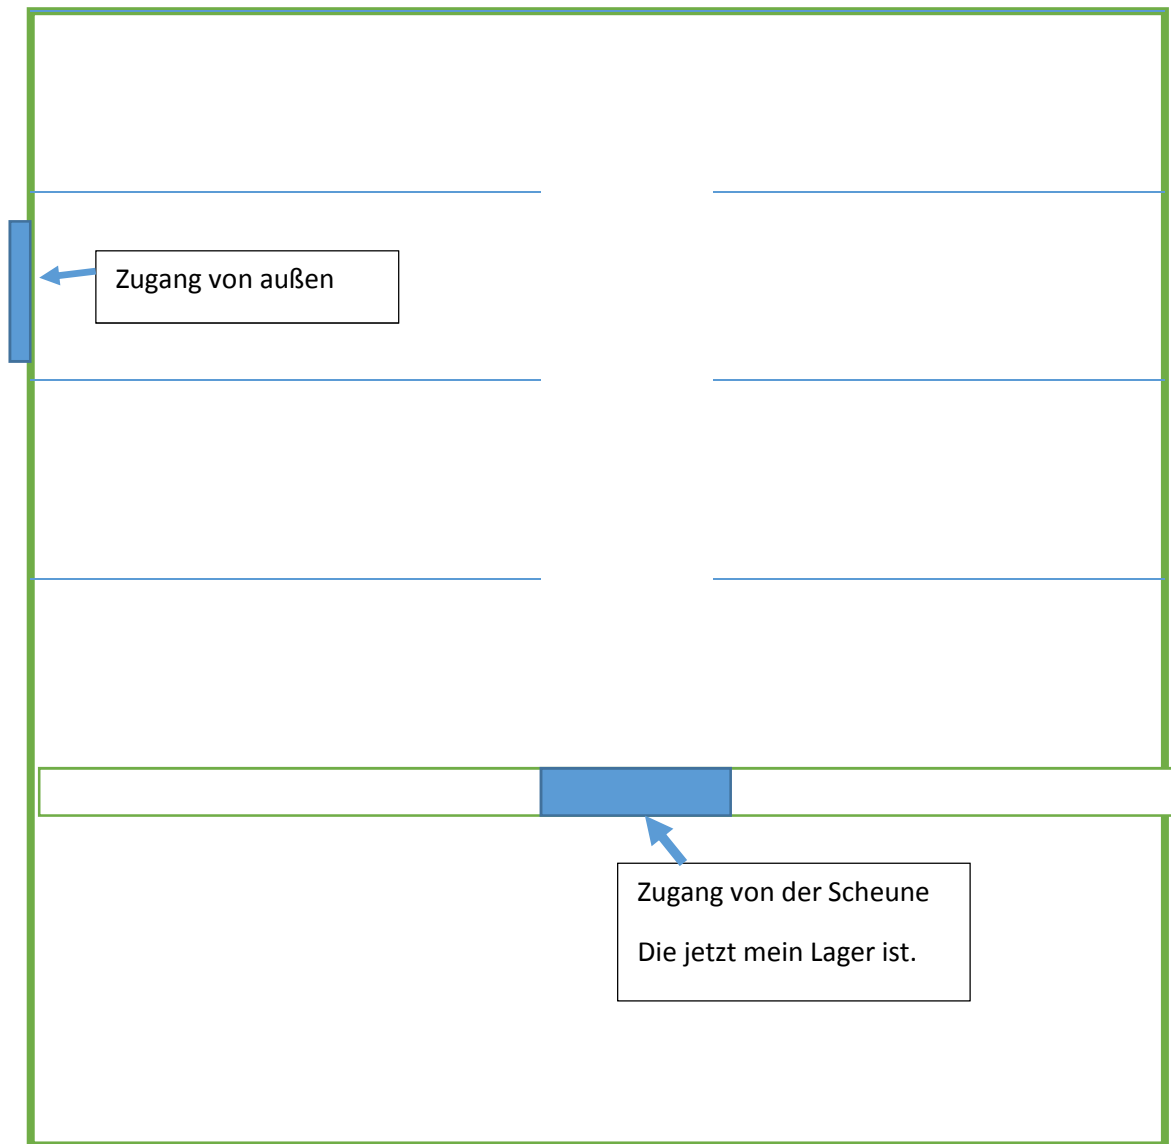 Zugang von außen
Zugang von der Scheune
Die jetzt mein Lager ist.